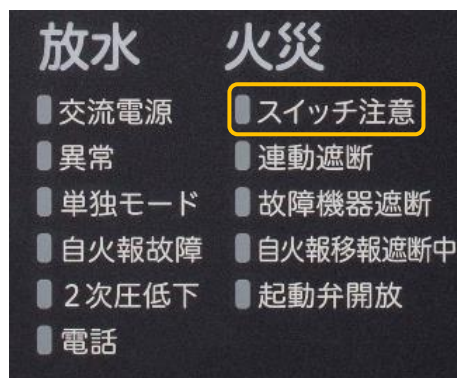 放水 火災
交流電源 スイッチ注意
異常 連動遮断
単独モード 故障機器遮断
自火報故障 自火報移報遮断中
2次圧低下 起動弁開放
電話